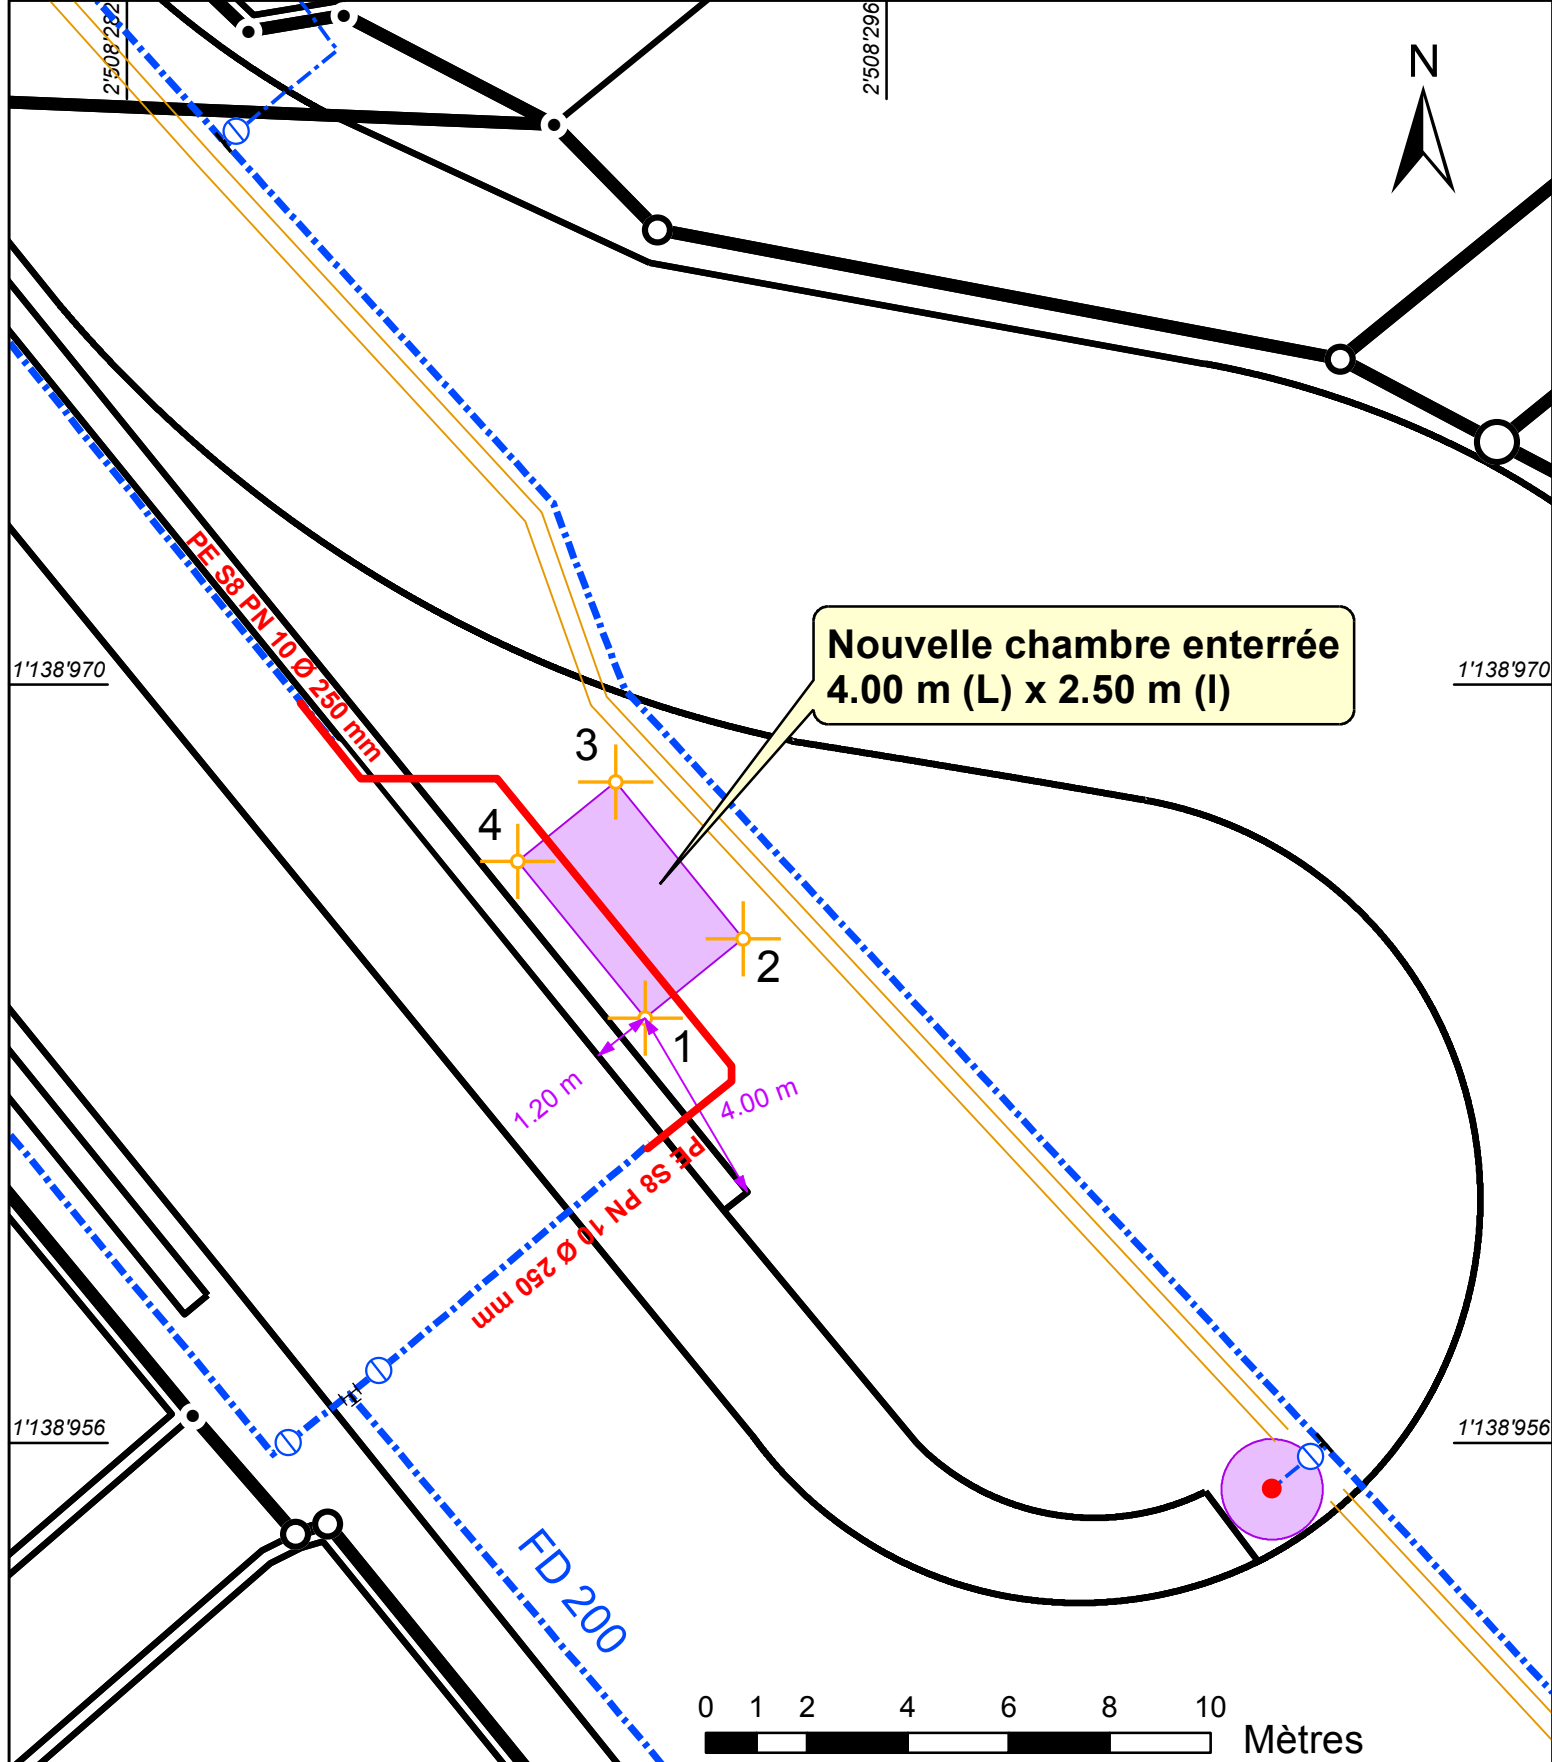 2'508'282
2'508'296
N
PE S8 PN 10 Ø 250 mm
Nouvelle chambre enterrée
4.00 m (L) x 2.50 m (l)
1'138'970
1'138'970
3
4
2
1
1.20 m
4.00 m
PE S8 PN 10 Ø 250 mm
1'138'956
1'138'956
FD 200
0 1 2 4 6 8 10
Mètres